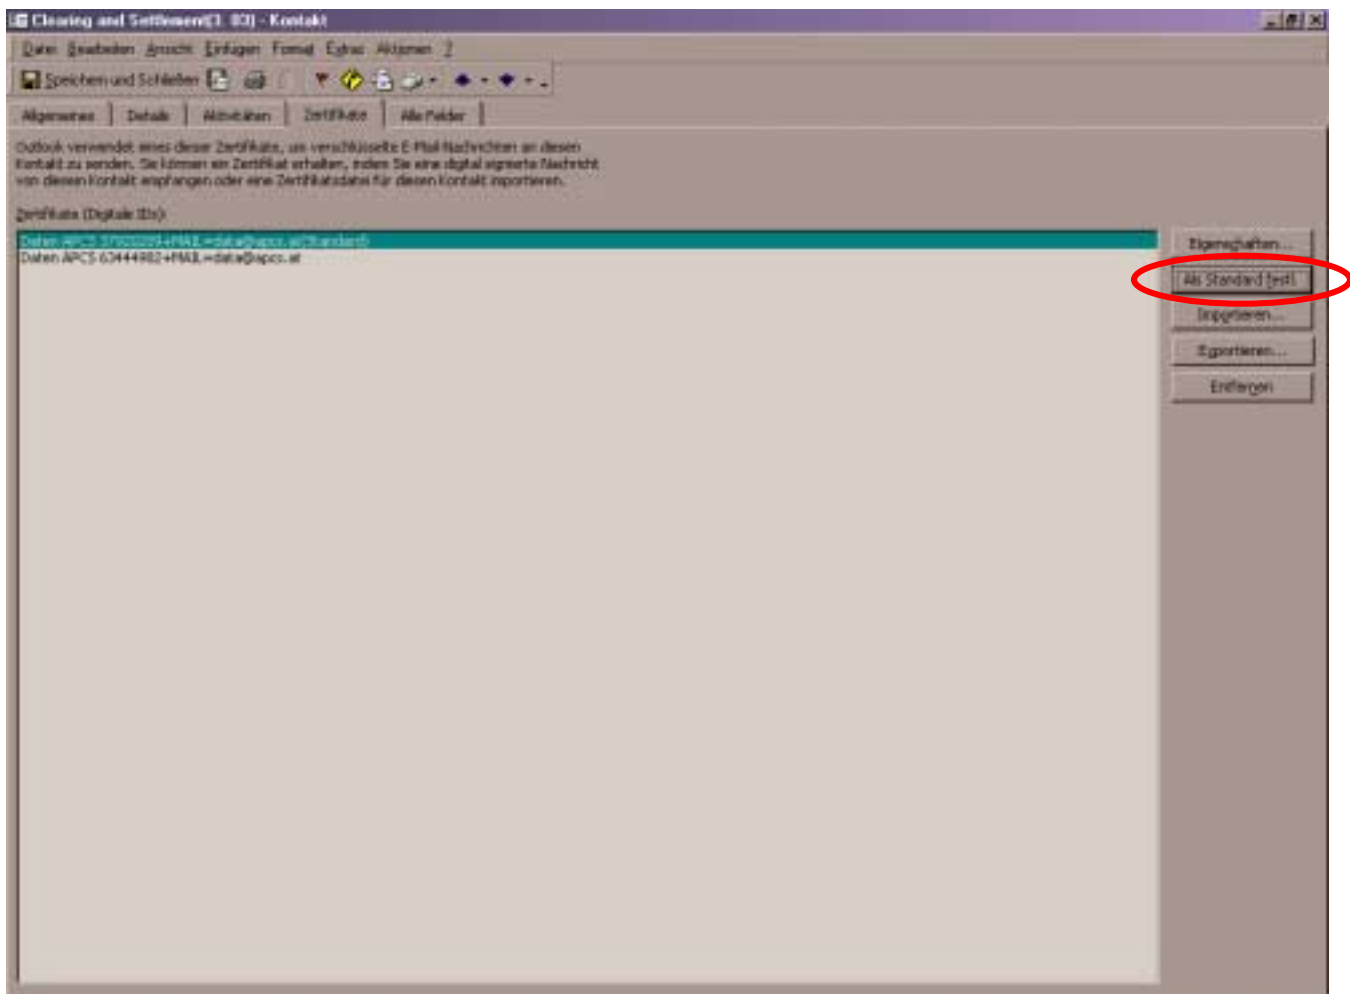 Clearing and Settlement(1. 03) - Kontakt
Datei Bearbeiten Ansicht Einfügen Format Extras Aktionen ?
Speichern und Schließen
Allgemeines Details Aktivitäten Zertifikate Alle Felder
Outlook verwendet eines dieser Zertifikate, um verschlüsselte E-Mail-Nachrichten an diesen
Kontakt zu senden. Sie können ein Zertifikat erhalten, indem Sie eine digital signierte Nachricht
von diesem Kontakt empfangen oder eine Zertifikatsdatei für diesen Kontakt importieren.
Zertifikate (Digitale IDs):
Daten APCS +MAIL=data@apcs.at(Standard)
Daten APCS 63444982+MAIL=data@apcs.at
Eigenschaften...
Als Standard festl.
Importieren...
Exportieren...
Entfernen